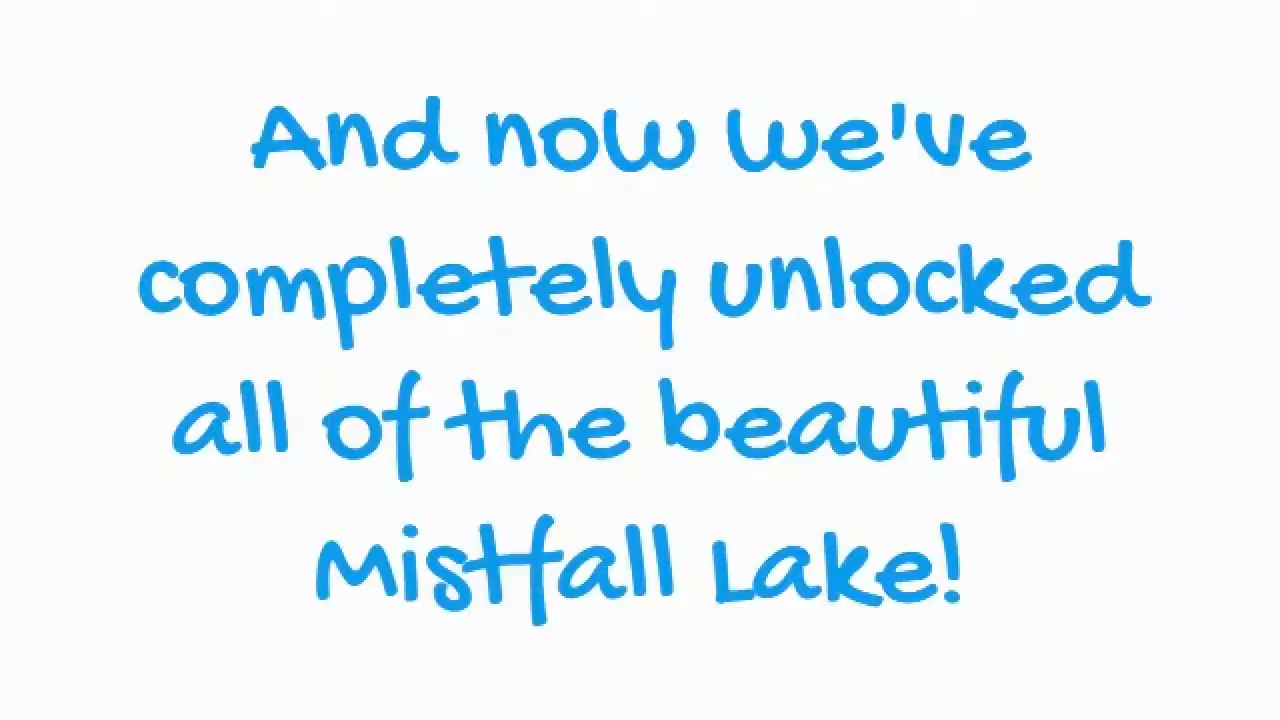 And now we've
completely unlocked
all of the beautiful
Mistfall Lake!